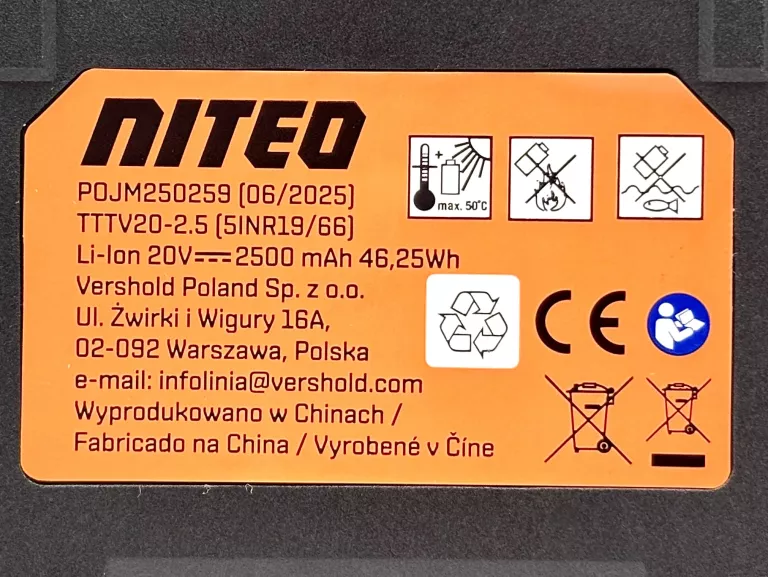 NITEO
POJM250259 (06/2025)
TTTV20-2.5 (5INR19/66)
Li-Ion 20V⎓2500 mAh 46,25Wh
Vershold Poland Sp. z o.o.
Ul. Żwirki i Wigury 16A,
02-092 Warszawa, Polska
e-mail: infolinia@vershold.com
Wyprodukowano w Chinach /
Fabricado na China / Vyrobené v Číne
+
max. 50°C
CE